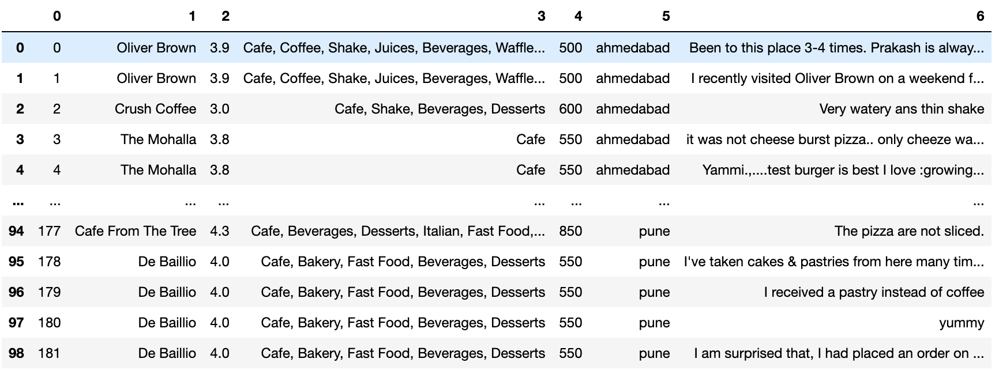 0 1 2 3 4 5 6
0 0 Oliver Brown 3.9 Cafe, Coffee, Shake, Juices, Beverages, Waffle... 500 ahmedabad Been to this place 3-4 times. Prakash is alway...
1 1 Oliver Brown 3.9 Cafe, Coffee, Shake, Juices, Beverages, Waffle... 500 ahmedabad I recently visited Oliver Brown on a weekend f...
2 2 Crush Coffee 3.0 Cafe, Shake, Beverages, Desserts 600 ahmedabad Very watery ans thin shake
3 3 The Mohalla 3.8 Cafe 550 ahmedabad it was not cheese burst pizza.. only cheeze wa...
4 4 The Mohalla 3.8 Cafe 550 ahmedabad Yammi.,....test burger is best I love :growing...
... ... ... ... ... ... ... ...
94 177 Cafe From The Tree 4.3 Cafe, Beverages, Desserts, Italian, Fast Food,... 850 pune The pizza are not sliced.
95 178 De Baillio 4.0 Cafe, Bakery, Fast Food, Beverages, Desserts 550 pune I've taken cakes & pastries from here many tim...
96 179 De Baillio 4.0 Cafe, Bakery, Fast Food, Beverages, Desserts 550 pune I received a pastry instead of coffee
97 180 De Baillio 4.0 Cafe, Bakery, Fast Food, Beverages, Desserts 550 pune yummy
98 181 De Baillio 4.0 Cafe, Bakery, Fast Food, Beverages, Desserts 550 pune I am surprised that, I had placed an order on ...